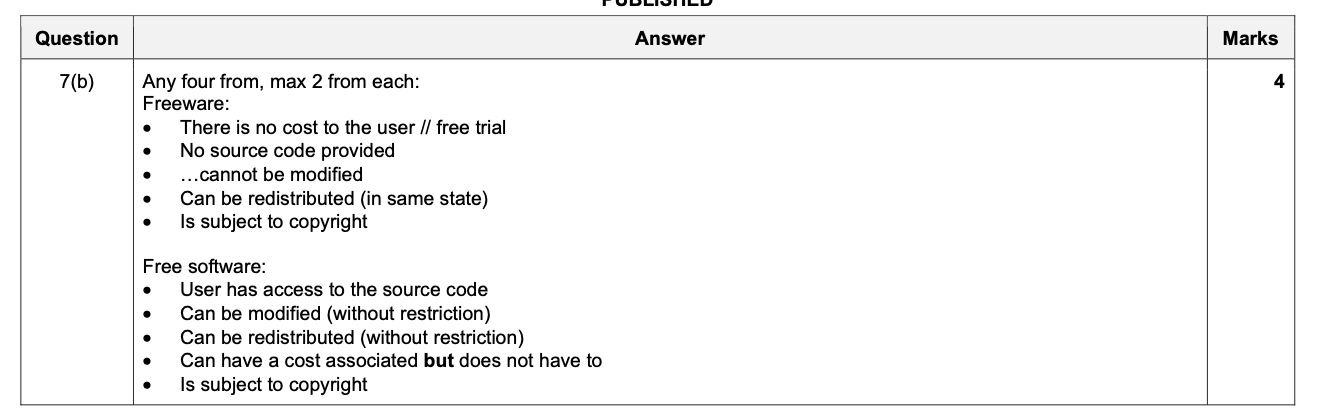 PUBLISHED
Question Answer Marks
7(b) Any four from, max 2 from each: 4
Freeware:
• There is no cost to the user // free trial
• No source code provided
• …cannot be modified
• Can be redistributed (in same state)
• Is subject to copyright
Free software:
• User has access to the source code
• Can be modified (without restriction)
• Can be redistributed (without restriction)
• Can have a cost associated but does not have to
• Is subject to copyright